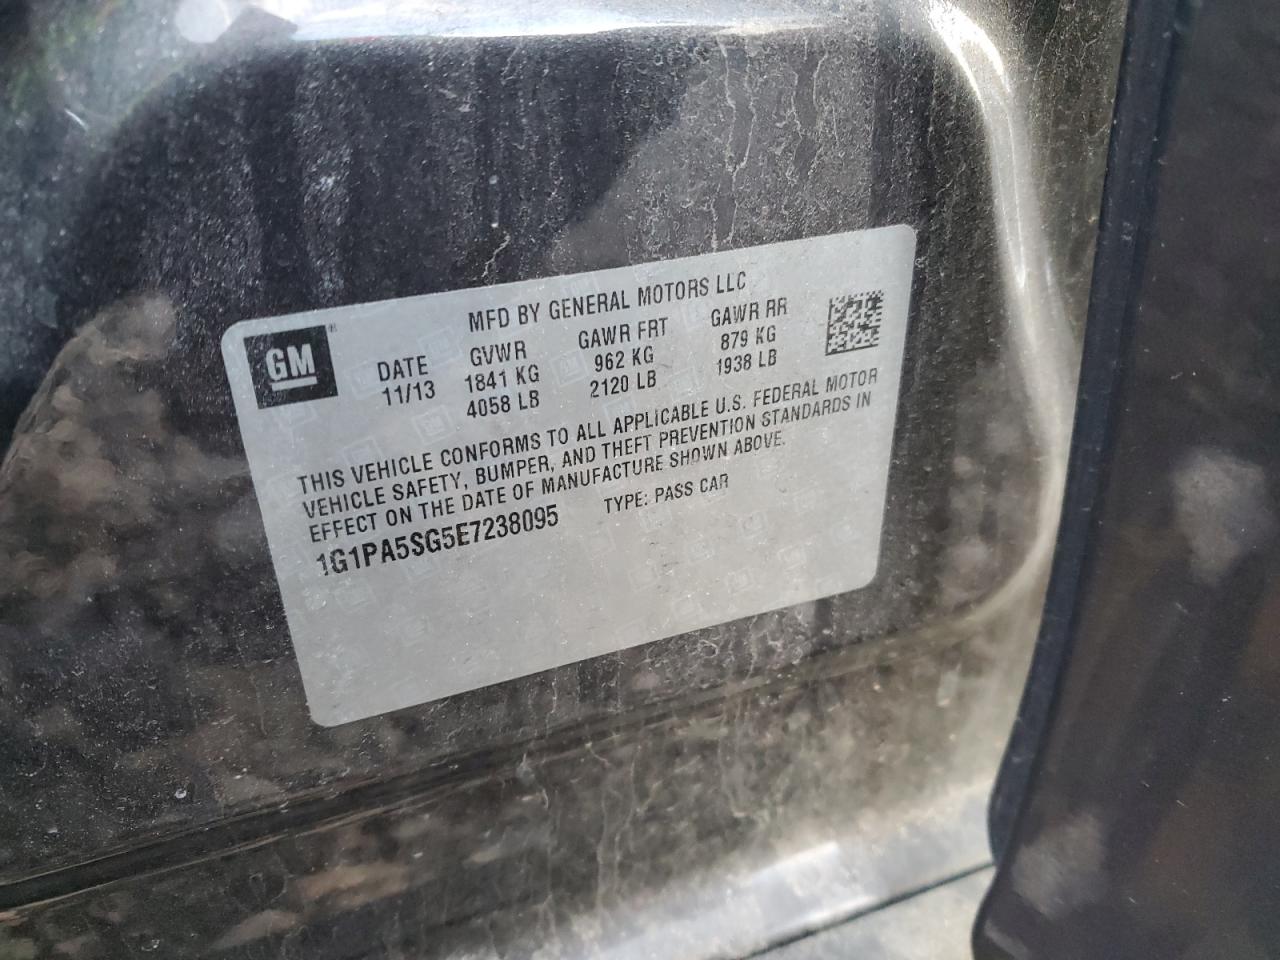 MFD BY GENERAL MOTORS LLC
GM ®
DATE GVWR GAWR FRT GAWR RR
11/13 1841 KG 962 KG 879 KG
4058 LB 2120 LB 1938 LB
THIS VEHICLE CONFORMS TO ALL APPLICABLE U.S. FEDERAL MOTOR
VEHICLE SAFETY, BUMPER, AND THEFT PREVENTION STANDARDS IN
EFFECT ON THE DATE OF MANUFACTURE SHOWN ABOVE.
1G1PA5SG5E7238095 TYPE: PASS CAR